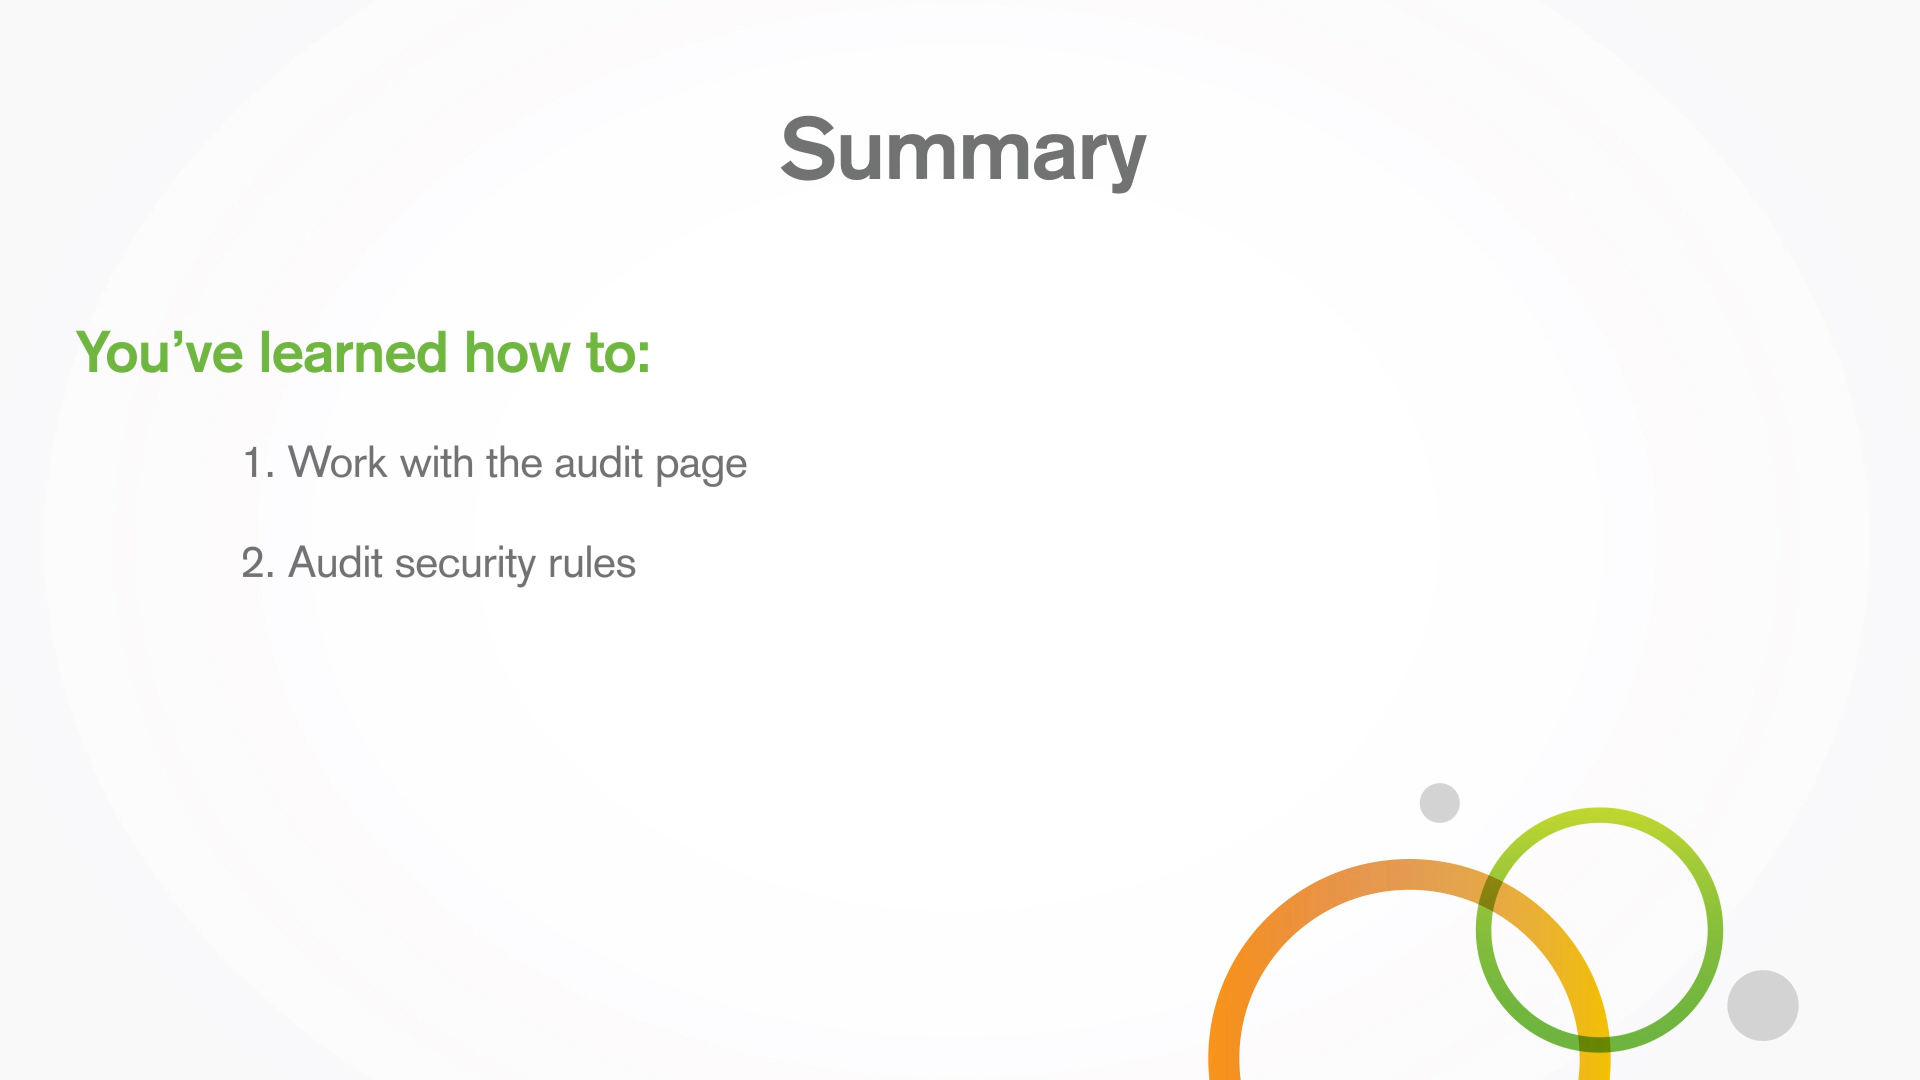 Summary
You’ve learned how to:
1. Work with the audit page
2. Audit security rules